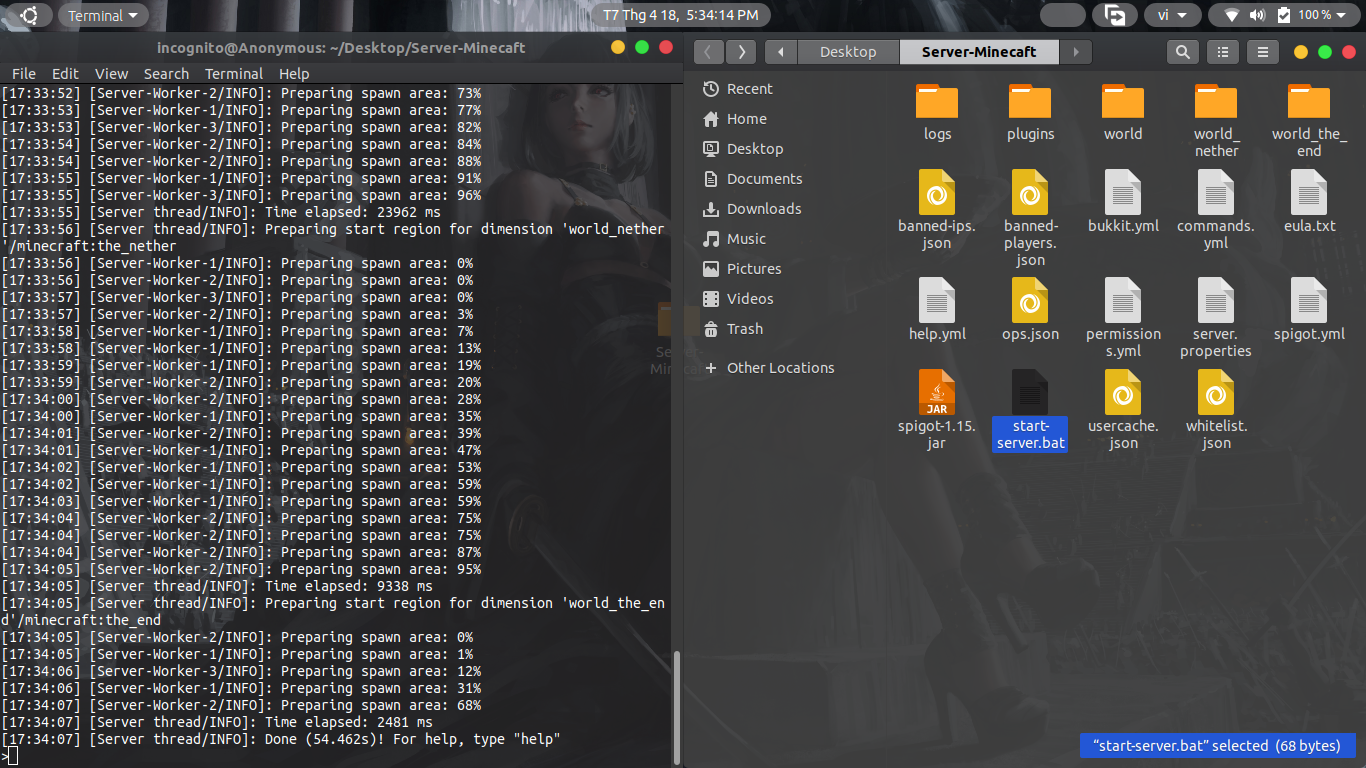 Terminal
T7 Thg 4 18, 5:34:14 PM
vi
100 %
incognito@Anonymous: ~/Desktop/Server-Minecaft
File Edit View Search Terminal Help
[17:33:52] [Server-Worker-2/INFO]: Preparing spawn area: 73%
[17:33:53] [Server-Worker-1/INFO]: Preparing spawn area: 77%
[17:33:53] [Server-Worker-3/INFO]: Preparing spawn area: 82%
[17:33:54] [Server-Worker-2/INFO]: Preparing spawn area: 84%
[17:33:54] [Server-Worker-2/INFO]: Preparing spawn area: 88%
[17:33:55] [Server-Worker-1/INFO]: Preparing spawn area: 91%
[17:33:55] [Server-Worker-3/INFO]: Preparing spawn area: 96%
[17:33:55] [Server thread/INFO]: Time elapsed: 23962 ms
[17:33:56] [Server thread/INFO]: Preparing start region for dimension 'world_nether
'/minecraft:the_nether
[17:33:56] [Server-Worker-1/INFO]: Preparing spawn area: 0%
[17:33:56] [Server-Worker-2/INFO]: Preparing spawn area: 0%
[17:33:57] [Server-Worker-3/INFO]: Preparing spawn area: 0%
[17:33:57] [Server-Worker-2/INFO]: Preparing spawn area: 3%
[17:33:58] [Server-Worker-1/INFO]: Preparing spawn area: 7%
[17:33:58] [Server-Worker-1/INFO]: Preparing spawn area: 13%
[17:33:59] [Server-Worker-1/INFO]: Preparing spawn area: 19%
[17:33:59] [Server-Worker-2/INFO]: Preparing spawn area: 20%
[17:34:00] [Server-Worker-2/INFO]: Preparing spawn area: 28%
[17:34:00] [Server-Worker-1/INFO]: Preparing spawn area: 35%
[17:34:01] [Server-Worker-2/INFO]: Preparing spawn area: 39%
[17:34:01] [Server-Worker-1/INFO]: Preparing spawn area: 47%
[17:34:02] [Server-Worker-1/INFO]: Preparing spawn area: 53%
[17:34:02] [Server-Worker-1/INFO]: Preparing spawn area: 59%
[17:34:03] [Server-Worker-1/INFO]: Preparing spawn area: 59%
[17:34:04] [Server-Worker-2/INFO]: Preparing spawn area: 75%
[17:34:04] [Server-Worker-2/INFO]: Preparing spawn area: 75%
[17:34:04] [Server-Worker-2/INFO]: Preparing spawn area: 87%
[17:34:05] [Server-Worker-2/INFO]: Preparing spawn area: 95%
[17:34:05] [Server thread/INFO]: Time elapsed: 9338 ms
[17:34:05] [Server thread/INFO]: Preparing start region for dimension 'world_the_en
d'/minecraft:the_end
[17:34:05] [Server-Worker-2/INFO]: Preparing spawn area: 0%
[17:34:05] [Server-Worker-1/INFO]: Preparing spawn area: 1%
[17:34:06] [Server-Worker-3/INFO]: Preparing spawn area: 12%
[17:34:06] [Server-Worker-1/INFO]: Preparing spawn area: 31%
[17:34:07] [Server-Worker-2/INFO]: Preparing spawn area: 68%
[17:34:07] [Server thread/INFO]: Time elapsed: 2481 ms
[17:34:07] [Server thread/INFO]: Done (54.462s)! For help, type "help"
>
Desktop
Server-Minecaft
Recent
Home
Desktop
Documents
Downloads
Music
Pictures
Videos
Trash
Other Locations
logs
plugins
world
world_
nether
world_the_
end
banned-ips.
json
banned-
players.
json
bukkit.yml
commands.
yml
eula.txt
help.yml
ops.json
permission
s.yml
server.
properties
spigot.yml
JAR
spigot-1.15.
jar
start-
server.bat
usercache.
json
whitelist.
json
“start-server.bat” selected (68 bytes)